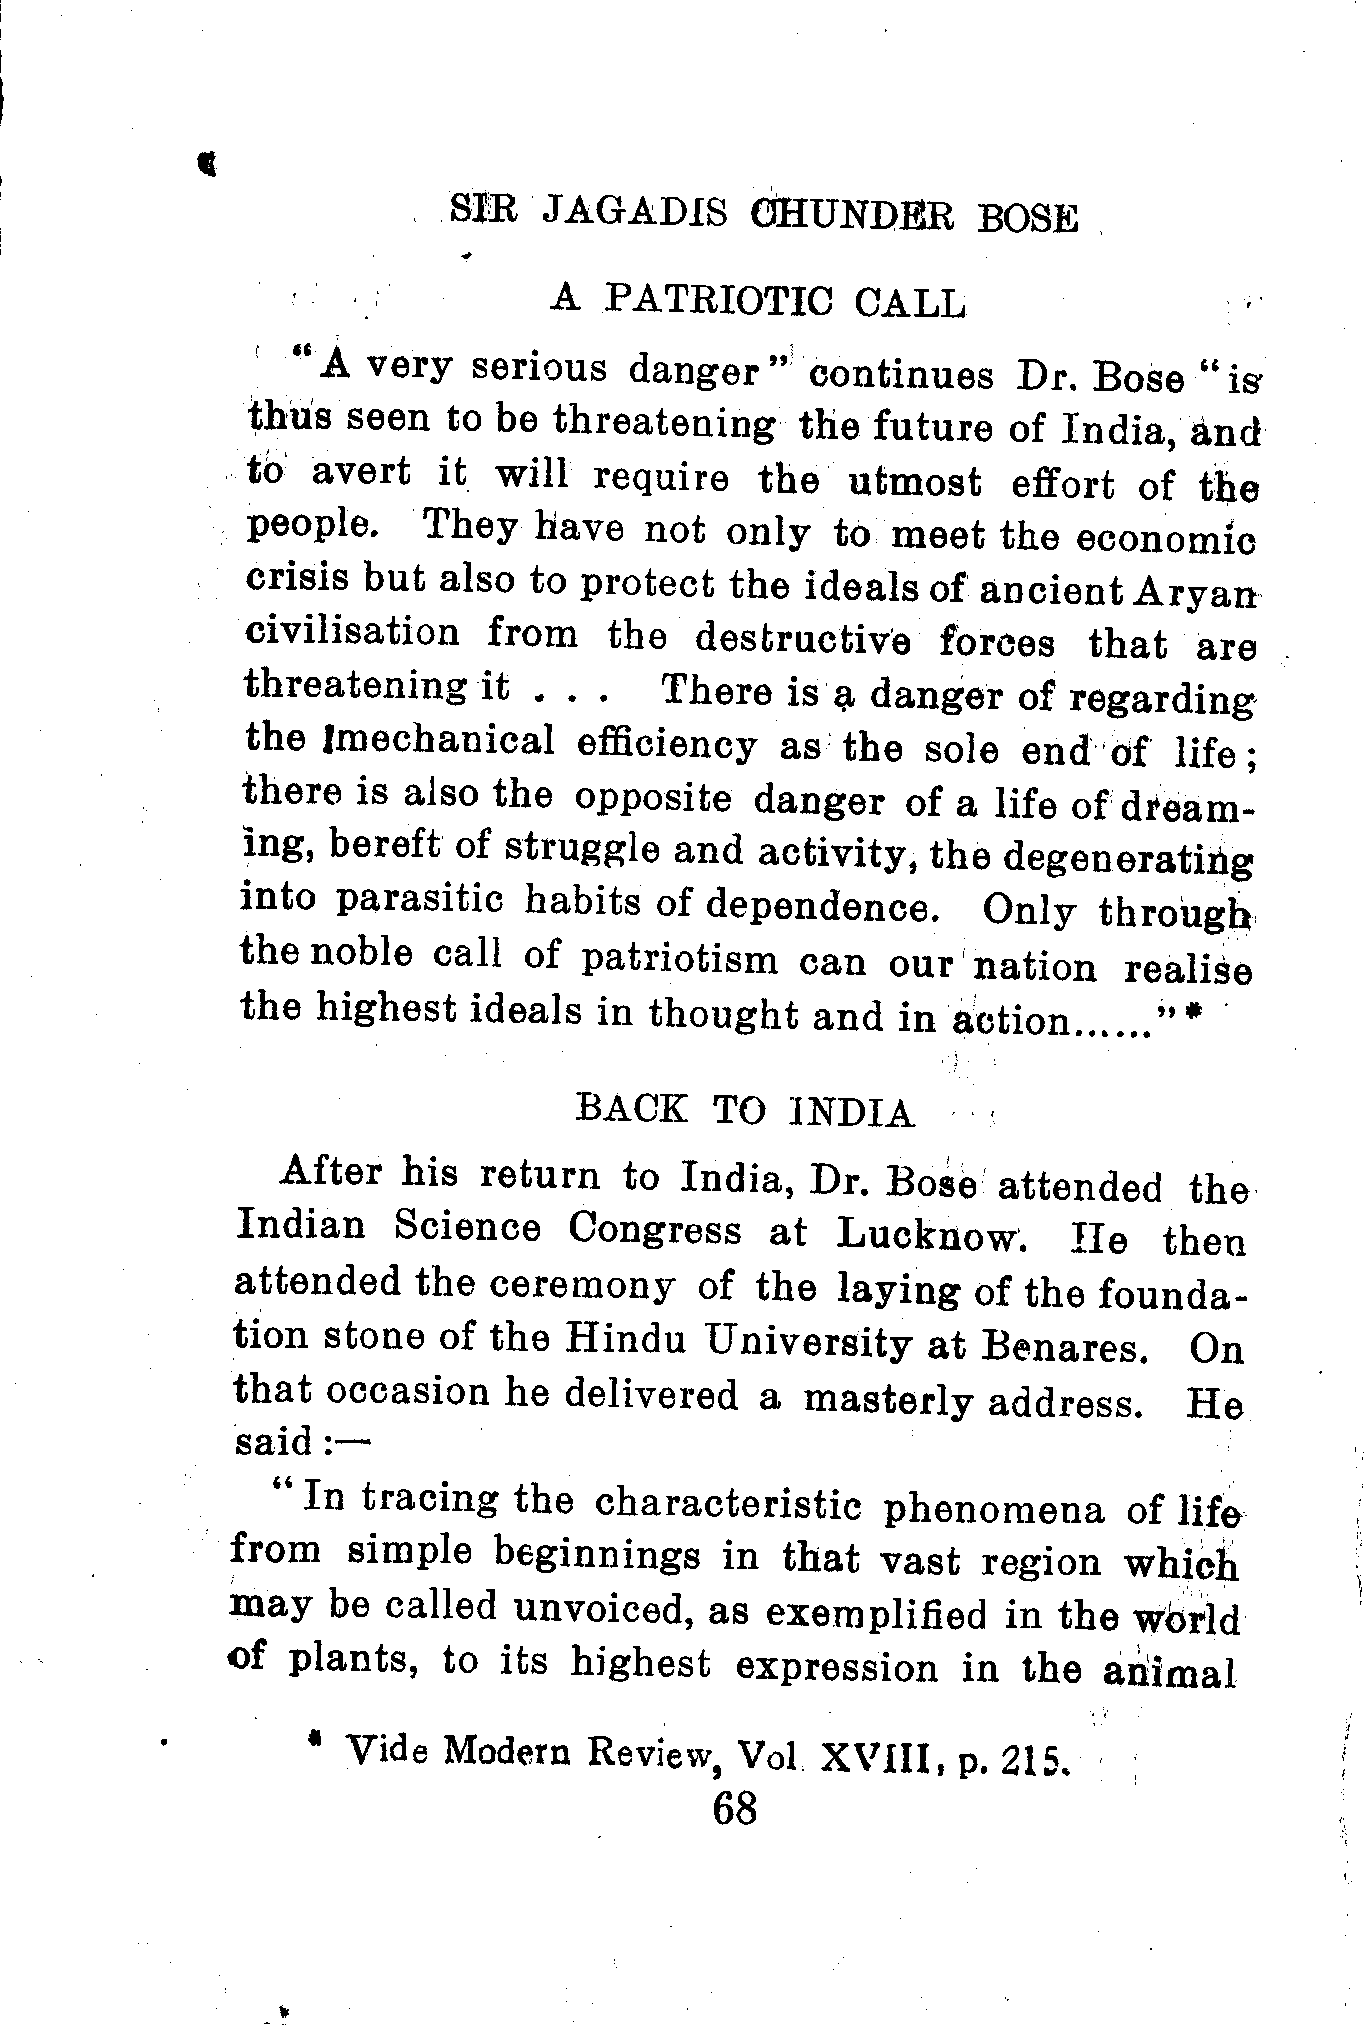 SIR JAGADIS CHUNDER BOSE
A PATRIOTIC CALL
“A very serious danger” continues Dr. Bose “is
thus seen to be threatening the future of India, and
to avert it will require the utmost effort of the
people. They have not only to meet the economic
crisis but also to protect the ideals of ancient Aryan
civilisation from the destructive forces that are
threatening it . . . There is a danger of regarding
the mechanical efficiency as the sole end of life;
there is also the opposite danger of a life of dream-
ing, bereft of struggle and activity, the degenerating
into parasitic habits of dependence. Only through
the noble call of patriotism can our nation realise
the highest ideals in thought and in action......”*
BACK TO INDIA
After his return to India, Dr. Bose attended the
Indian Science Congress at Lucknow. He then
attended the ceremony of the laying of the founda-
tion stone of the Hindu University at Benares. On
that occasion he delivered a masterly address. He
said :—
“In tracing the characteristic phenomena of life
from simple beginnings in that vast region which
may be called unvoiced, as exemplified in the world
of plants, to its highest expression in the animal
* Vide Modern Review, Vol. XVIII, p. 215.
68